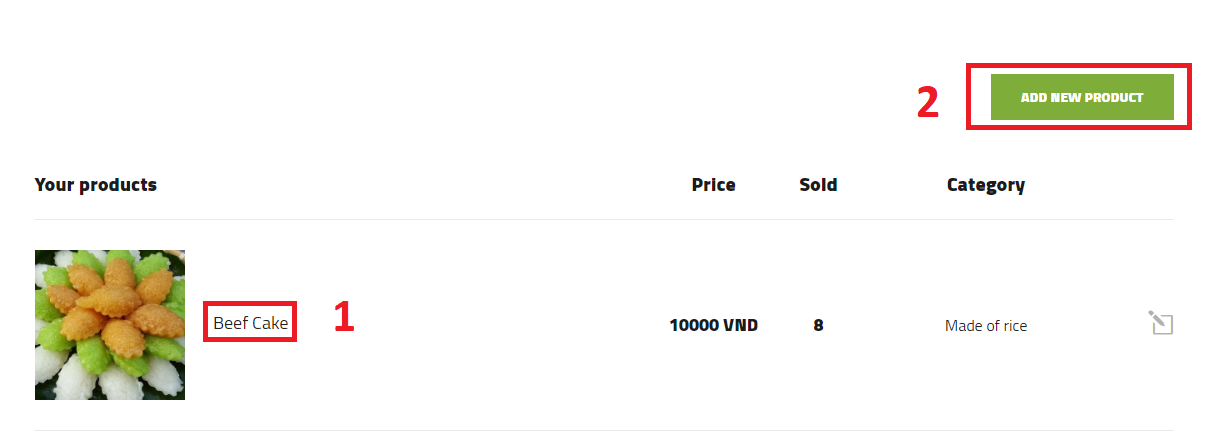 2
ADD NEW PRODUCT
Your products Price Sold Category
Beef Cake 1 10000 VND 8 Made of rice